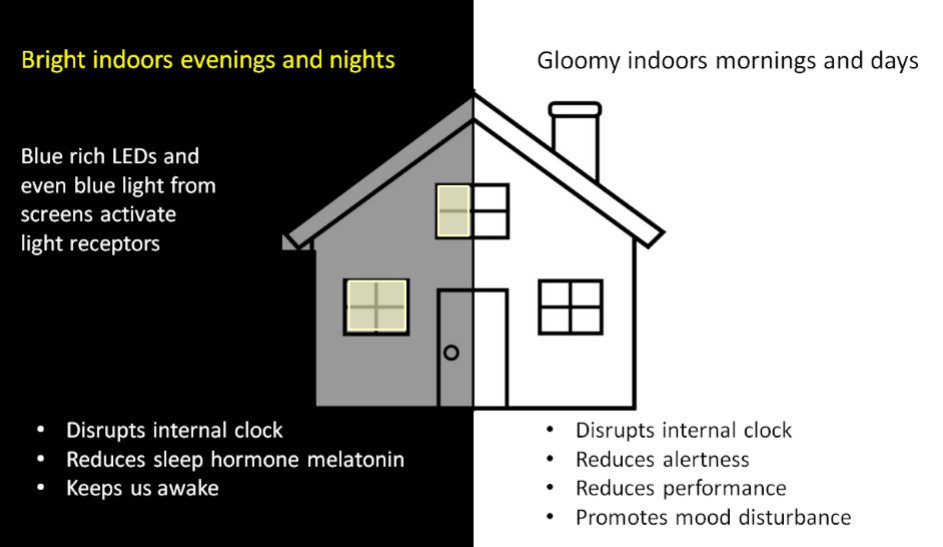 Bright indoors evenings and nights
Blue rich LEDs and
even blue light from
screens activate
light receptors
• Disrupts internal clock
• Reduces sleep hormone melatonin
• Keeps us awake
Gloomy indoors mornings and days
• Disrupts internal clock
• Reduces alertness
• Reduces performance
• Promotes mood disturbance